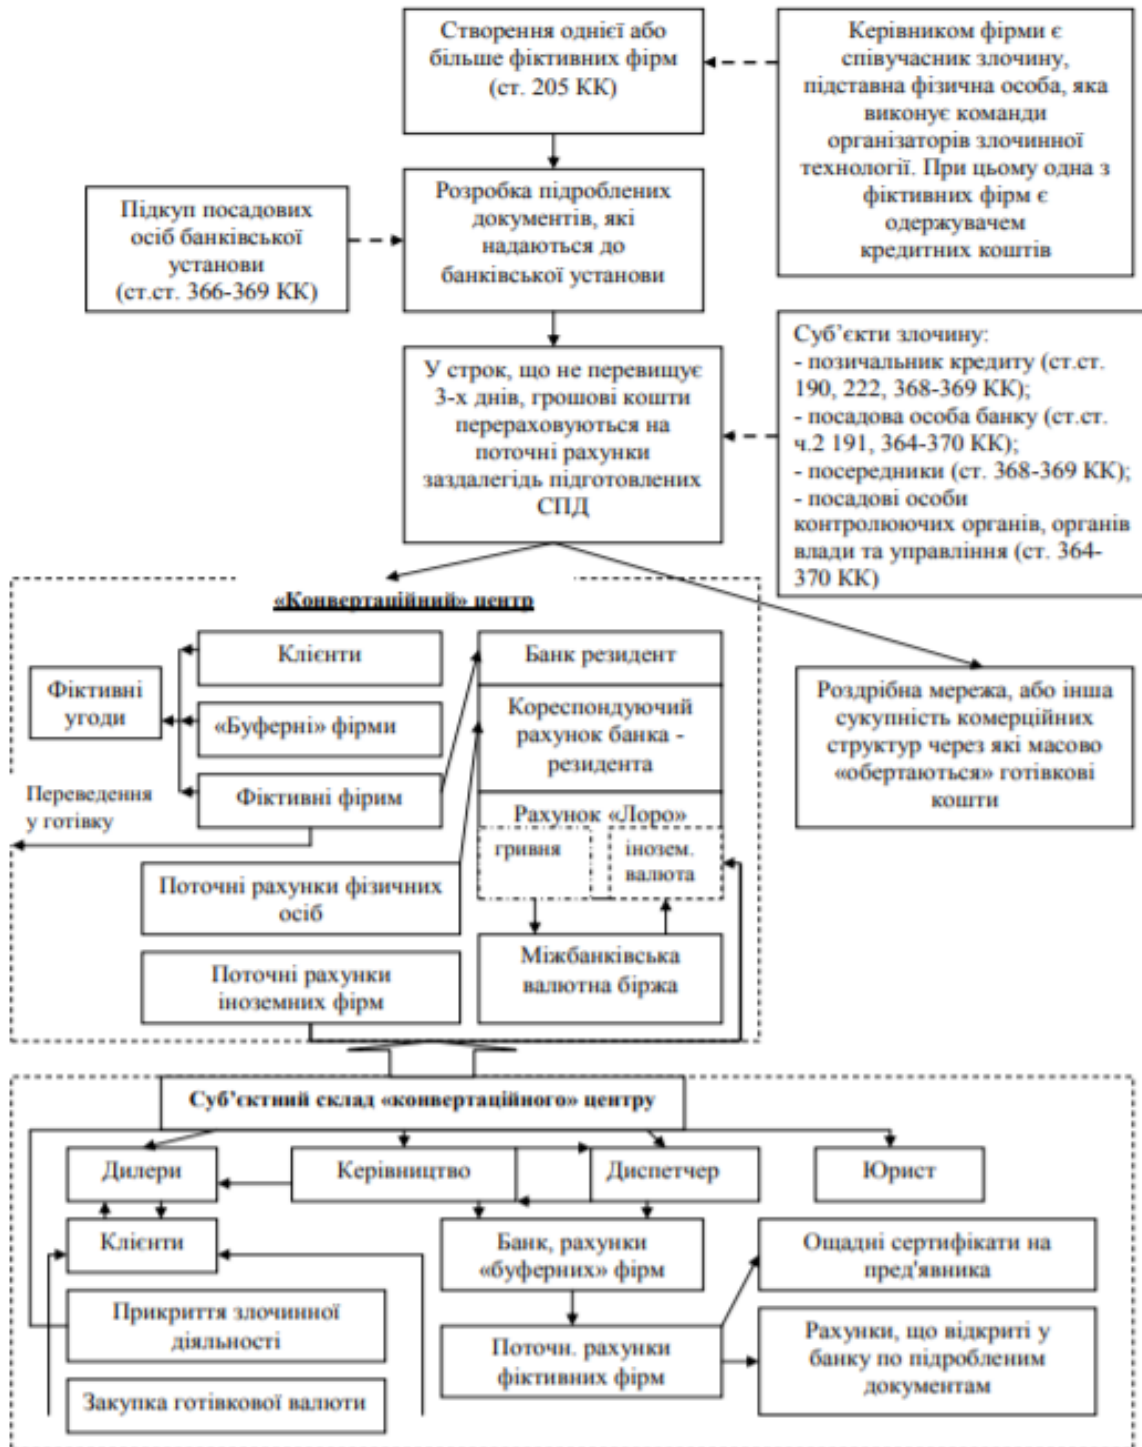 Створення однієї або
більше фіктивних фірм
(ст. 205 КК)
Керівником фірми є
співучасник злочину,
підставна фізична особа, яка
виконує команди
організаторів злочинної
технології. При цьому одна з
фіктивних фірм є
одержувачем
кредитних коштів
Підкуп посадових
осіб банківської
установи
(ст.ст. 366-369 КК)
Розробка підроблених
документів, які
надаються до
банківської установи
У строк, що не перевищує
3-х днів, грошові кошти
перераховуються на
поточні рахунки
заздалегідь підготовлених
СПД
Суб’єкти злочину:
- позичальник кредиту (ст.ст.
190, 222, 368-369 КК);
- посадова особа банку (ст.ст.
ч.2 191, 364-370 КК);
- посередники (ст. 368-369 КК);
- посадові особи
контролюючих органів, органів
влади та управління (ст. 364-
370 КК)
«Конвертаційний» центр
Клієнти
Банк резидент
Фіктивні
угоди
«Буферні» фірми
Кореспондуючий
рахунок банка -
резидента
Роздрібна мережа, або інша
сукупність комерційних
структур через які масово
«обертаються» готівкові
кошти
Переведення
у готівку
Фіктивні фірим
Рахунок «Лоро»
гривня
інозем.
валюта
Поточні рахунки фізичних
осіб
Поточні рахунки
іноземних фірм
Міжбанківська
валютна біржа
Суб’єктний склад «конвертаційного» центру
Дилери
Керівництво
Диспетчер
Юрист
Клієнти
Банк, рахунки
«буферних» фірм
Ощадні сертифікати на
пред'явника
Прикриття злочинної
діяльності
Поточн. рахунки
фіктивних фірм
Рахунки, що відкриті у
банку по підробленим
документам
Закупка готівкової валюти